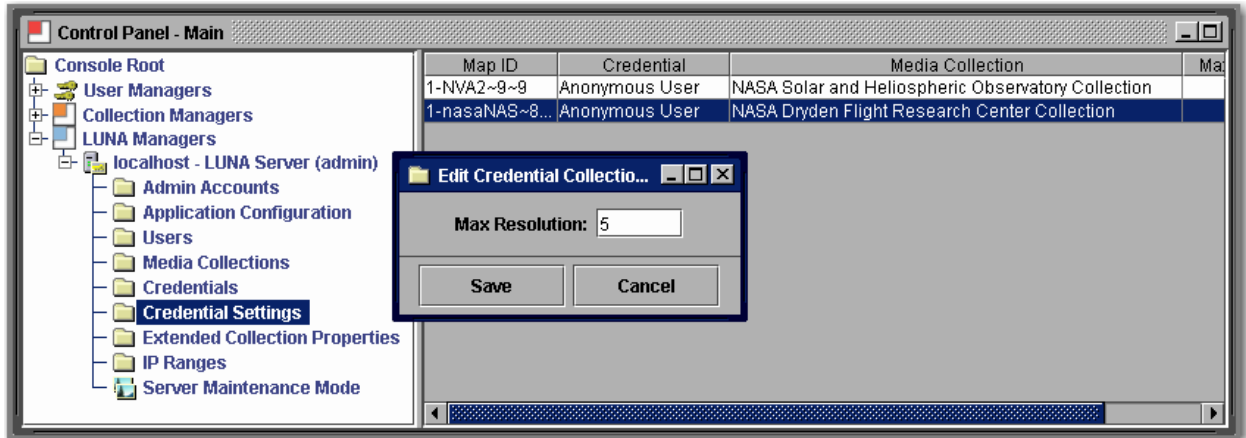 Control Panel - Main
Console Root
User Managers
Collection Managers
LUNA Managers
localhost - LUNA Server (admin)
Admin Accounts
Application Configuration
Users
Media Collections
Credentials
Credential Settings
Extended Collection Properties
IP Ranges
Server Maintenance Mode
Map ID Credential Media Collection Max
1-NVA2~9~9 Anonymous User NASA Solar and Heliospheric Observatory Collection
1-nasaNAS~8... Anonymous User NASA Dryden Flight Research Center Collection
Edit Credential Collectio...
Max Resolution: 5
Save Cancel